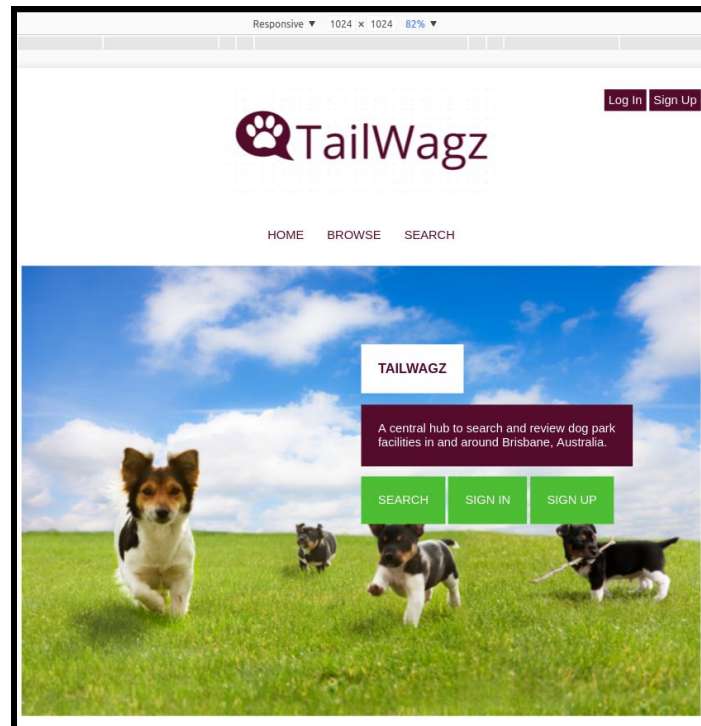 Responsive ▼ 1024 × 1024 82% ▼
Log In Sign Up
TailWagz
HOME BROWSE SEARCH
TAILWAGZ
A central hub to search and review dog park
facilities in and around Brisbane, Australia.
SEARCH SIGN IN SIGN UP